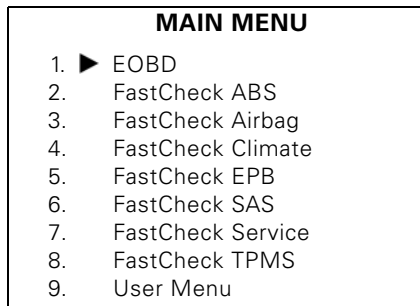 MAIN MENU
1. ▶ EOBD
2. FastCheck ABS
3. FastCheck Airbag
4. FastCheck Climate
5. FastCheck EPB
6. FastCheck SAS
7. FastCheck Service
8. FastCheck TPMS
9. User Menu